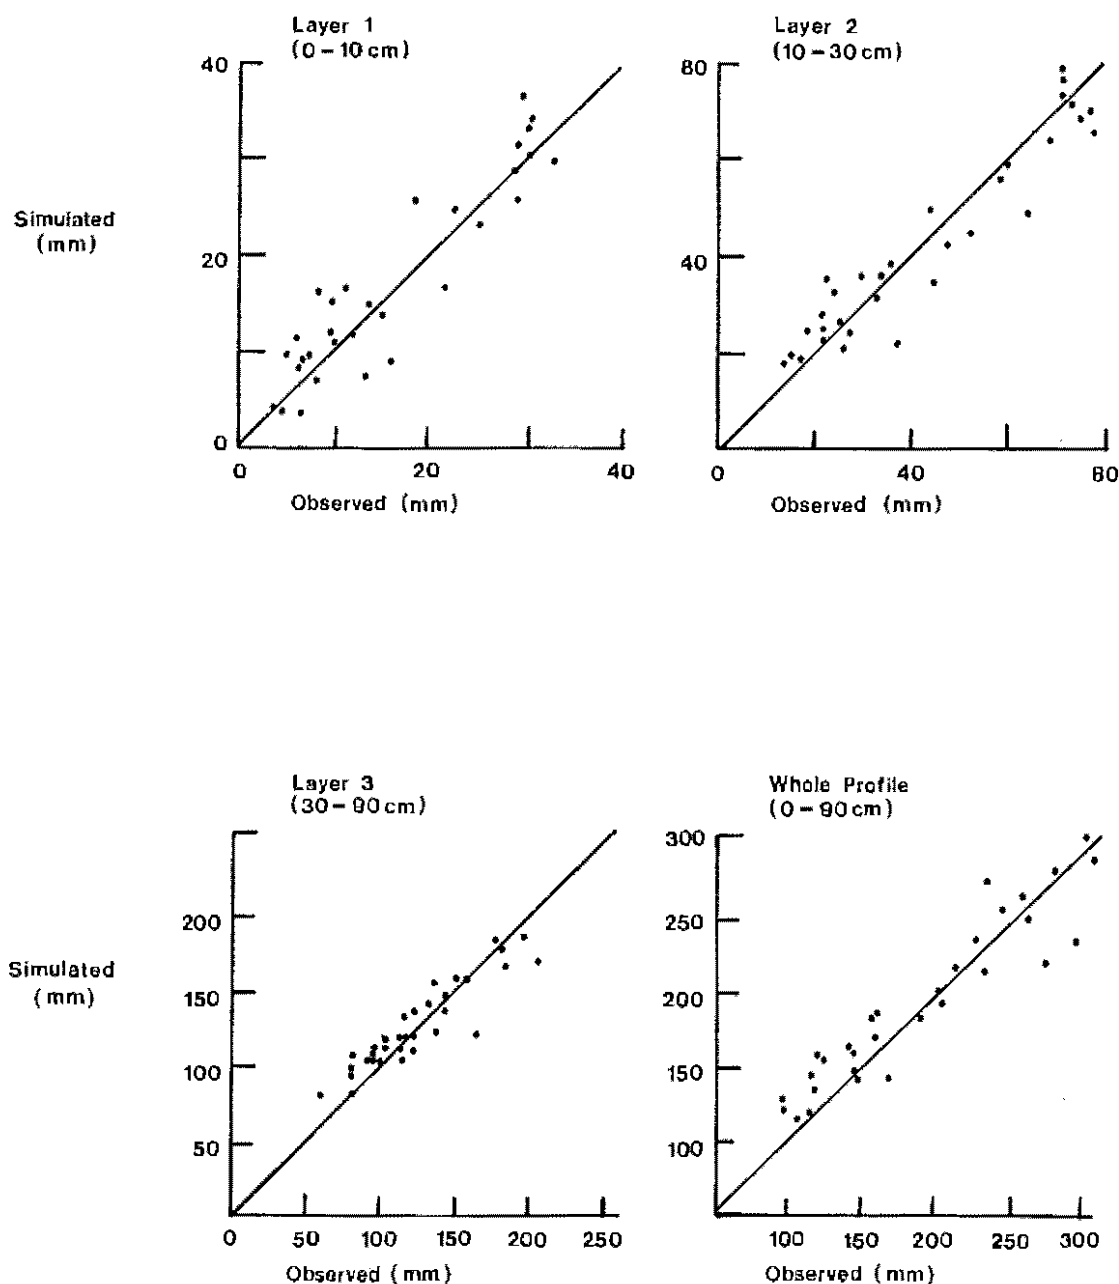 Layer 1
(0-10 cm)
40
20
0
0 20 40
Observed (mm)
Simulated
(mm)
Layer 2
(10-30 cm)
80
40
0 40 80
Observed (mm)
Layer 3
(30-90 cm)
200
150
100
50
0 50 100 150 200 250
Observed (mm)
Simulated
(mm)
Whole Profile
(0-90 cm)
300
250
200
150
100
100 150 200 250 300
Observed (mm)